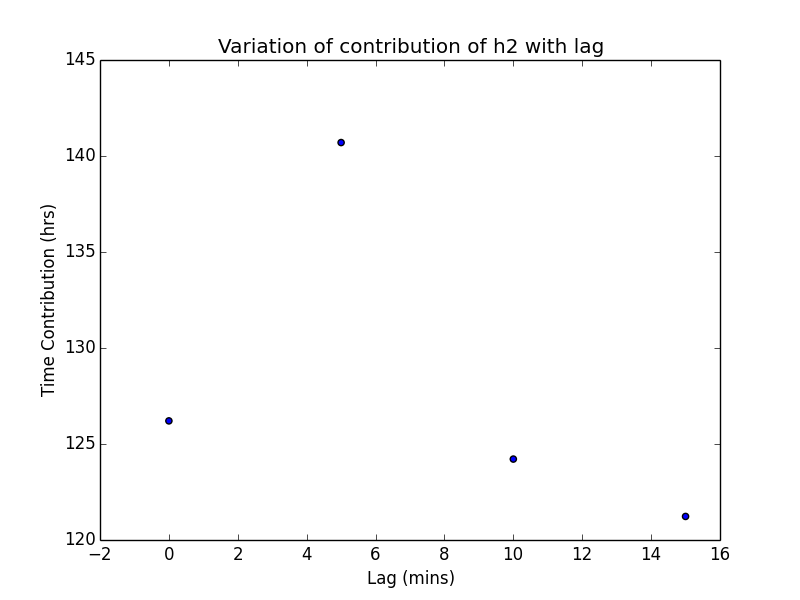 Variation of contribution of h2 with lag
145
140
135
130
125
120
Time Contribution (hrs)
−2 0 2 4 6 8 10 12 14 16
Lag (mins)